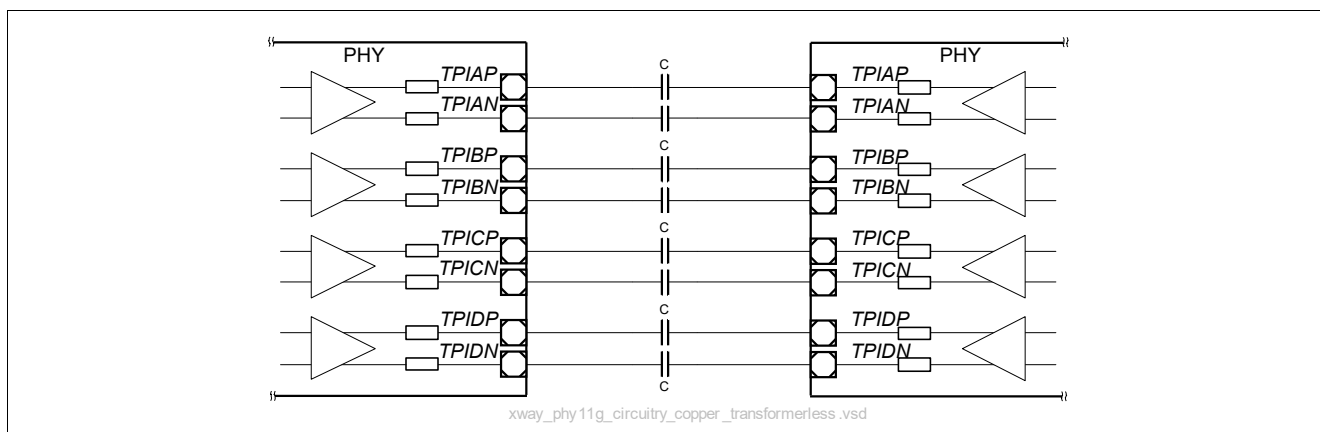 PHY PHY
C
TPIAP TPIAP
TPIAN TPIAN
C
TPIBP TPIBP
TPIBN TPIBN
C
TPICP TPICP
TPICN TPICN
C
TPIDP TPIDP
TPIDN TPIDN
C
xway_phy11g_circuitry_copper_transformerless.vsd